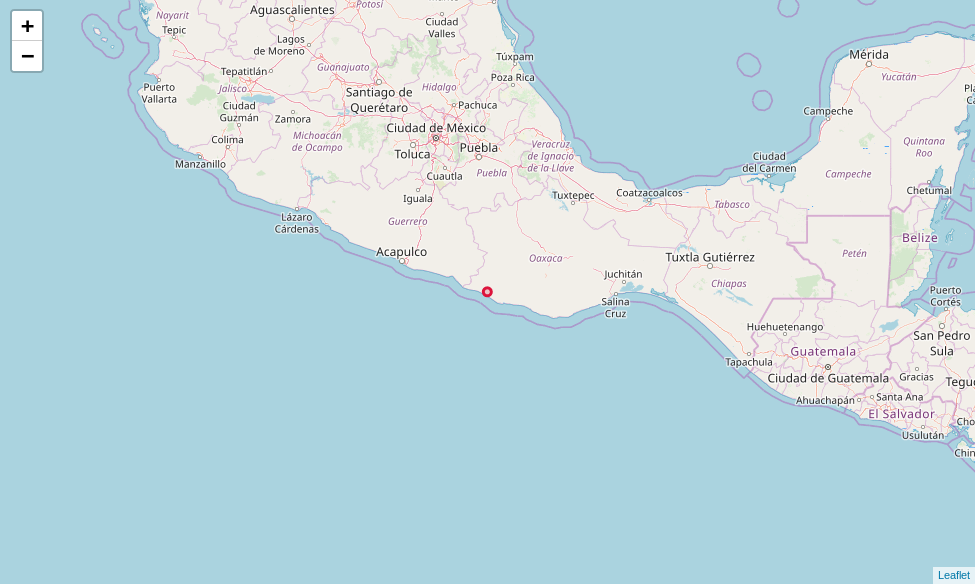 +
−
Nayarit
Tepic
Aguascalientes
Potosí
Ciudad
Valles
Lagos
de Moreno
Túxpam
Mérida
Tepatitlán
Guanajuato
Poza Rica
Yucatán
Puerto
Vallarta
Jalisco
Santiago de
Querétaro
Hidalgo
Pachuca
Ciudad
Guzmán
Zamora
Campeche
Colima
Michoacán
de Ocampo
Ciudad de México
Toluca
Puebla
Veracruz
de Ignacio
de la Llave
Quintana
Roo
Manzanillo
Cuautla
Puebla
Ciudad
del Carmen
Campeche
Iguala
Tuxtepec
Coatzacoalcos
Tabasco
Chetumal
Lázaro
Cárdenas
Guerrero
Acapulco
Oaxaca
Tuxtla Gutiérrez
Petén
Belize
Juchitán
Chiapas
Salina
Cruz
Puerto
Cortés
Huehuetenango
San Pedro
Sula
Tapachula
Guatemala
Ciudad de Guatemala
Gracias
Ahuachapán
Santa Ana
El Salvador
Usulután
Leaflet